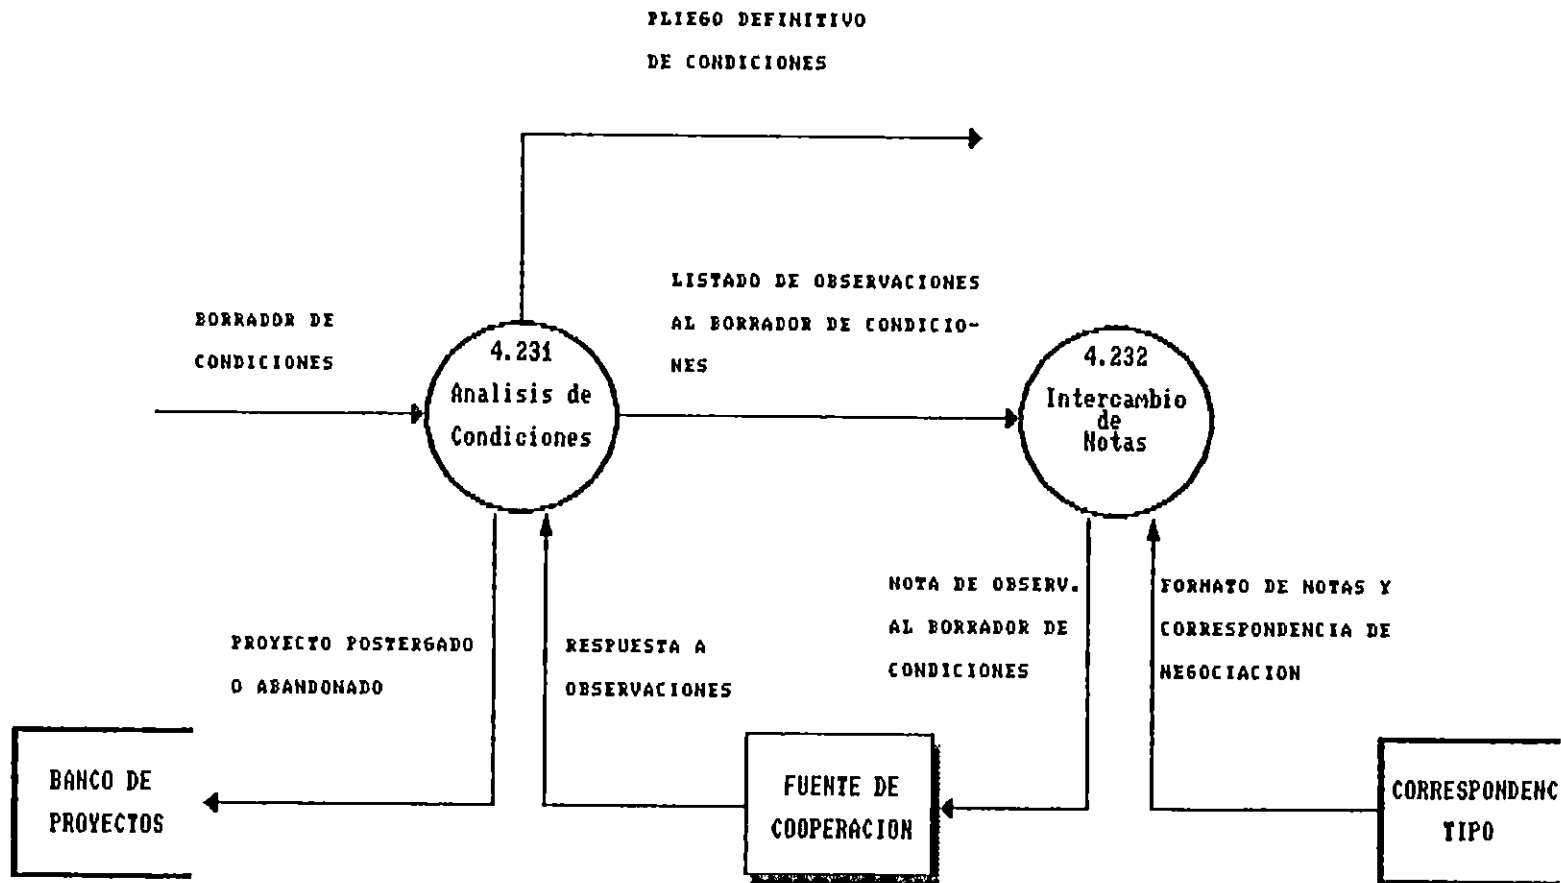 PLIEGO DEFINITIVO
DE CONDICIONES
LISTADO DE OBSERVACIONES
AL BORRADOR DE CONDICIO-
NES
BORRADOR DE
CONDICIONES
4.231
Analisis de
Condiciones
4.232
Intercambio
de
Notas
NOTA DE OBSERV.
AL BORRADOR DE
CONDICIONES
FORMATO DE NOTAS Y
CORRESPONDENCIA DE
NEGOCIACION
PROYECTO POSTERGADO
O ABANDONADO
RESPUESTA A
OBSERVACIONES
BANCO DE
PROYECTOS
FUENTE DE
COOPERACION
CORRESPONDENC
TIPO